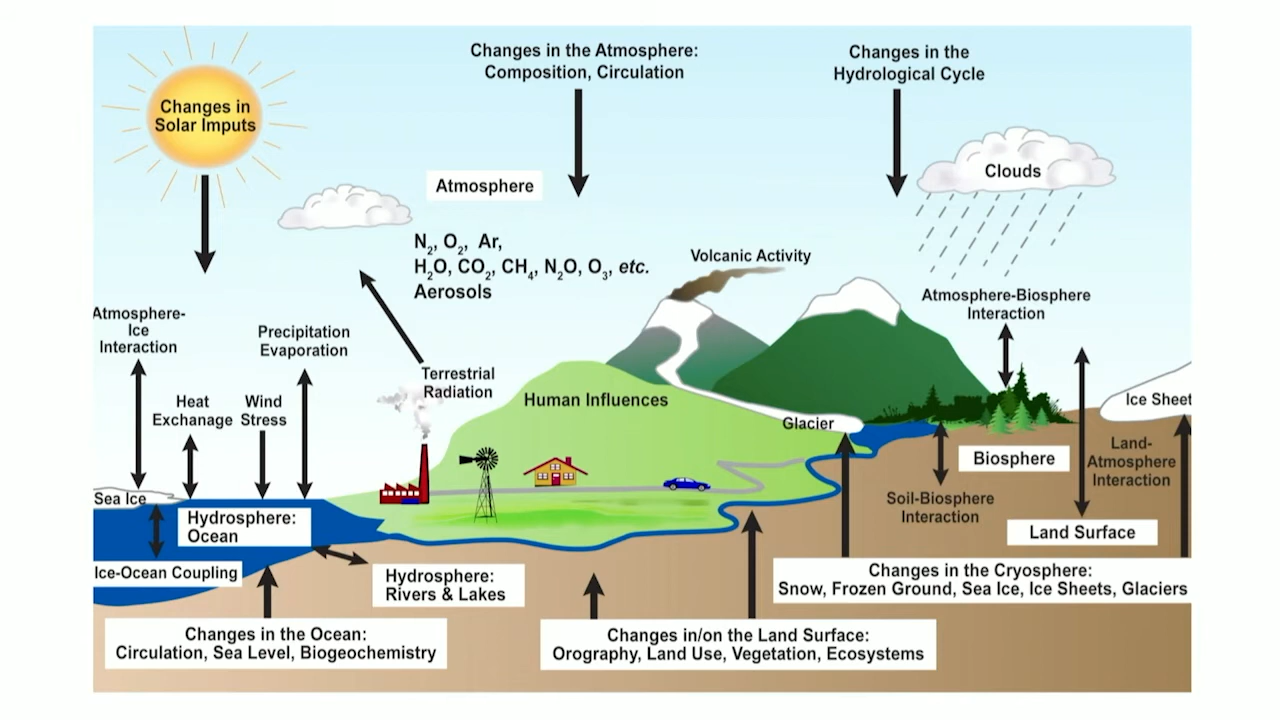 Changes in
Solar Imputs
Changes in the Atmosphere:
Composition, Circulation
Changes in the
Hydrological Cycle
Clouds
Atmosphere
N2, O2, Ar,
H2O, CO2, CH4, N2O, O3, etc.
Aerosols
Volcanic Activity
Atmosphere-Biosphere
Interaction
Atmosphere-
Ice
Interaction
Precipitation
Evaporation
Terrestrial
Radiation
Heat
Exchanage
Wind
Stress
Human Influences
Glacier
Ice Sheet
Land-
Atmosphere
Interaction
Biosphere
Soil-Biosphere
Interaction
Land Surface
Sea Ice
Hydrosphere:
Ocean
Ice-Ocean Coupling
Hydrosphere:
Rivers & Lakes
Changes in the Cryosphere:
Snow, Frozen Ground, Sea Ice, Ice Sheets, Glaciers
Changes in the Ocean:
Circulation, Sea Level, Biogeochemistry
Changes in/on the Land Surface:
Orography, Land Use, Vegetation, Ecosystems